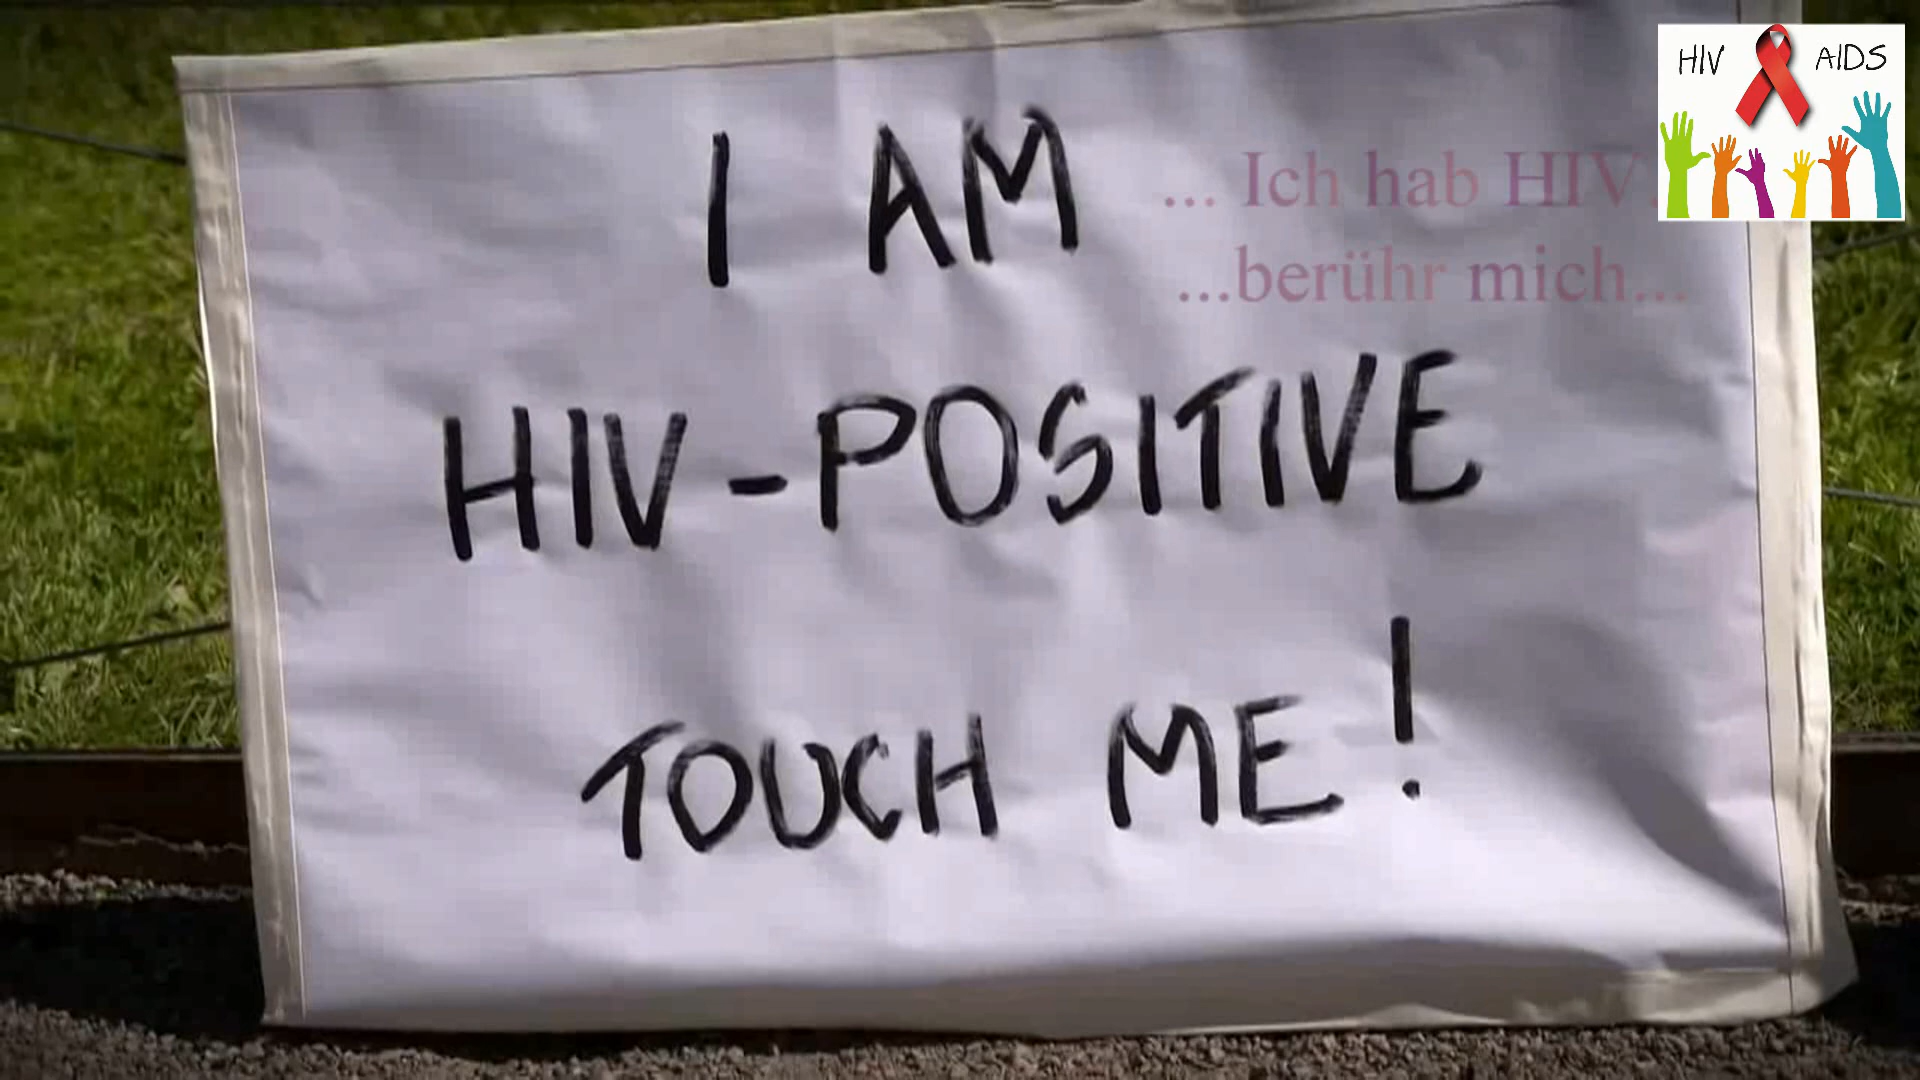 HIV AIDS
I AM
... Ich hab HIV.
...berühr mich...
HIV-POSITIVE
TOUCH ME!